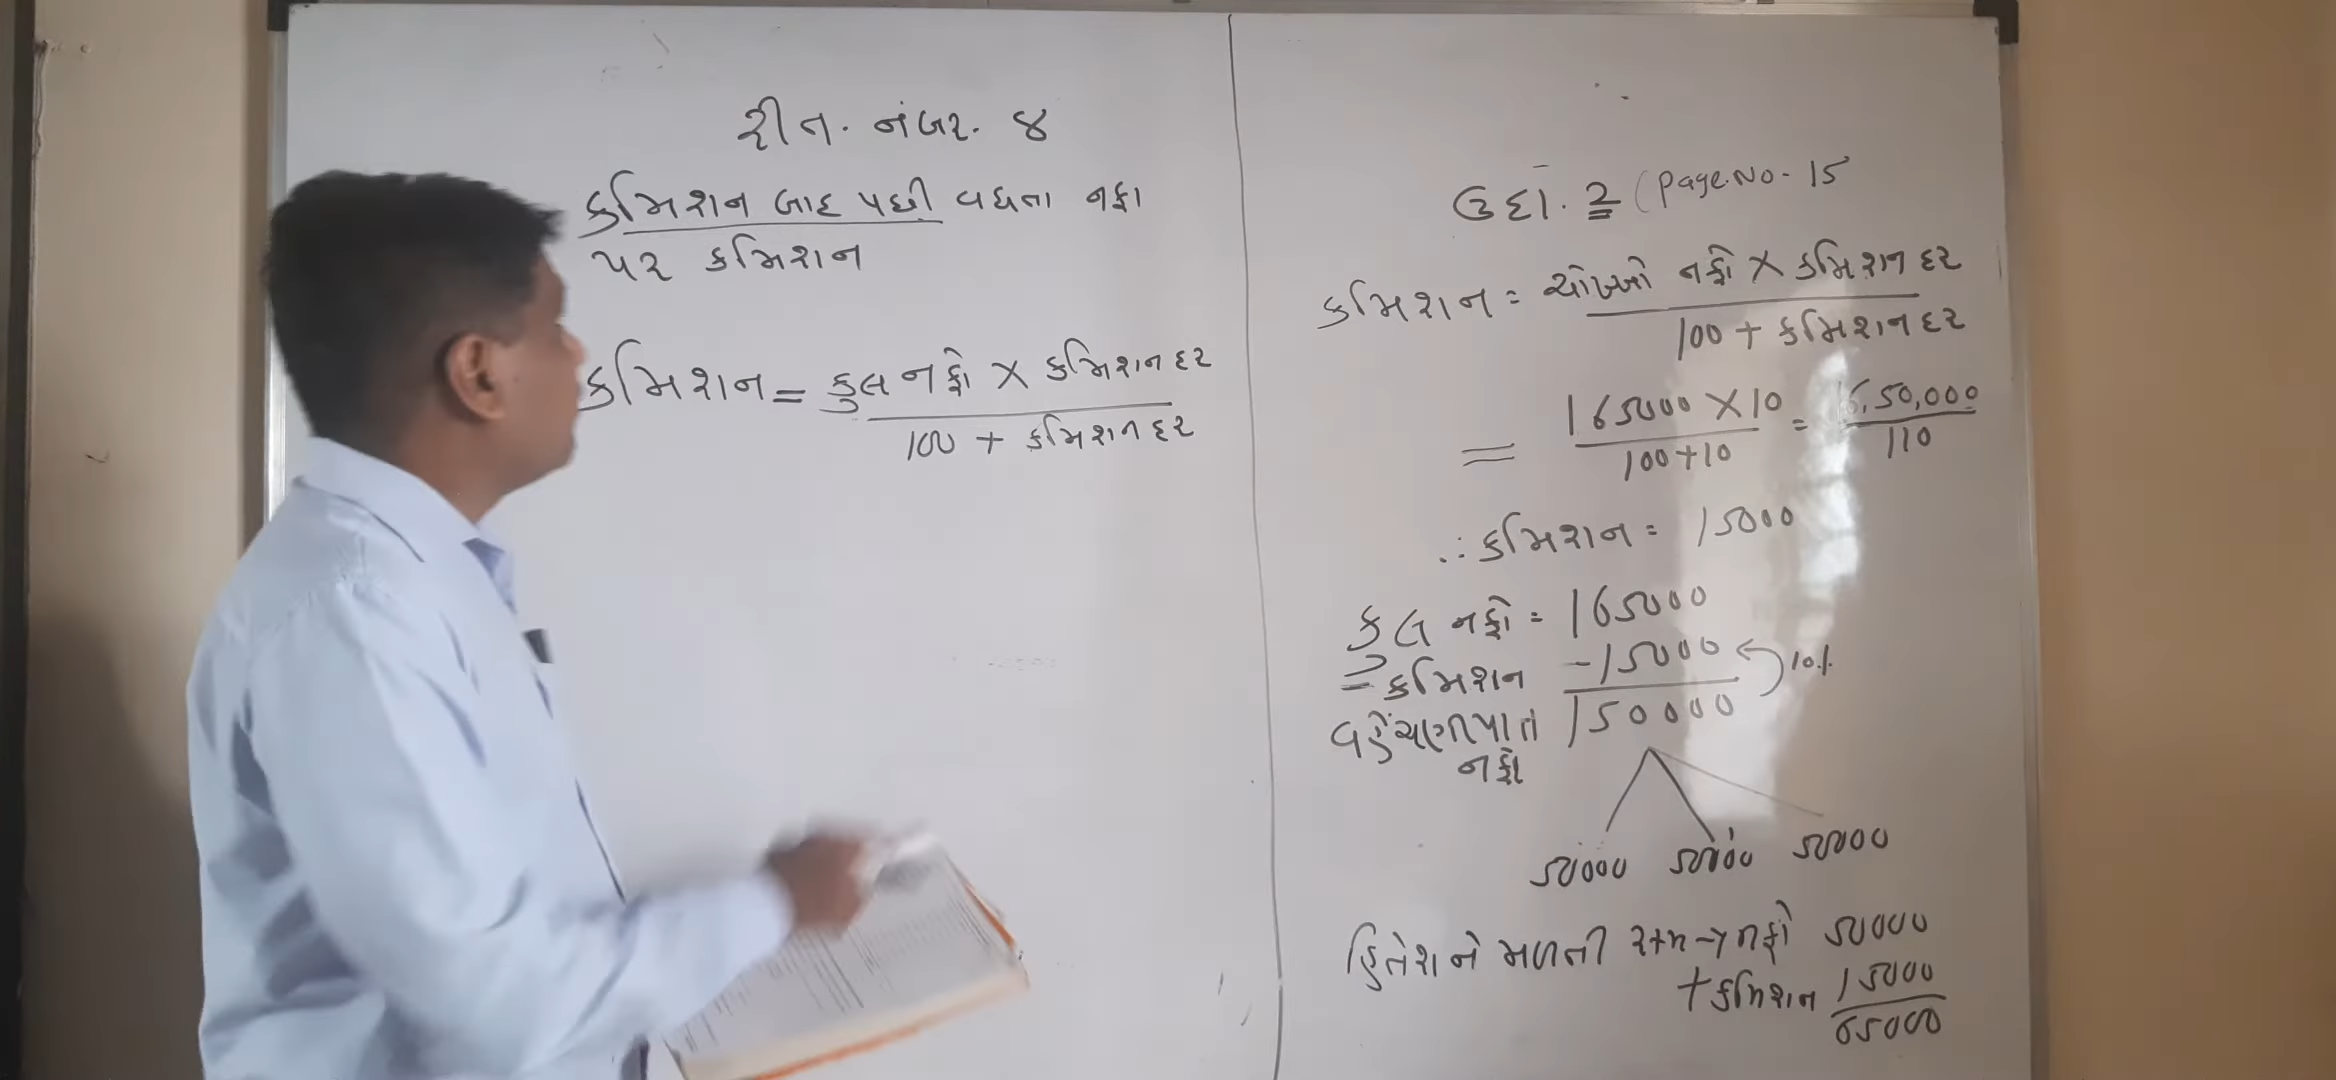 રીત. નંબર. ૪
કમિશન બાદ પછી વધતા નફા
પર કમિશન
કમિશન = કુલ નફો X કમિશન દર
100 + કમિશન દર
ઉદા. 2 (Page.No - 15
કમિશન = ચોખ્ખો નફો X કમિશન દર
100 + કમિશન દર
= 165000 X 10 = 16,50,000
100+10 110
∴ કમિશન = 15000
કુલ નફો = 165000
- કમિશન -15000 10%
વહેંચણીપાત્ર 150000
નફો
50000 50000 50000
હિતેશને મળતી રકમ → નફો 50000
+ કમિશન 15000
65000